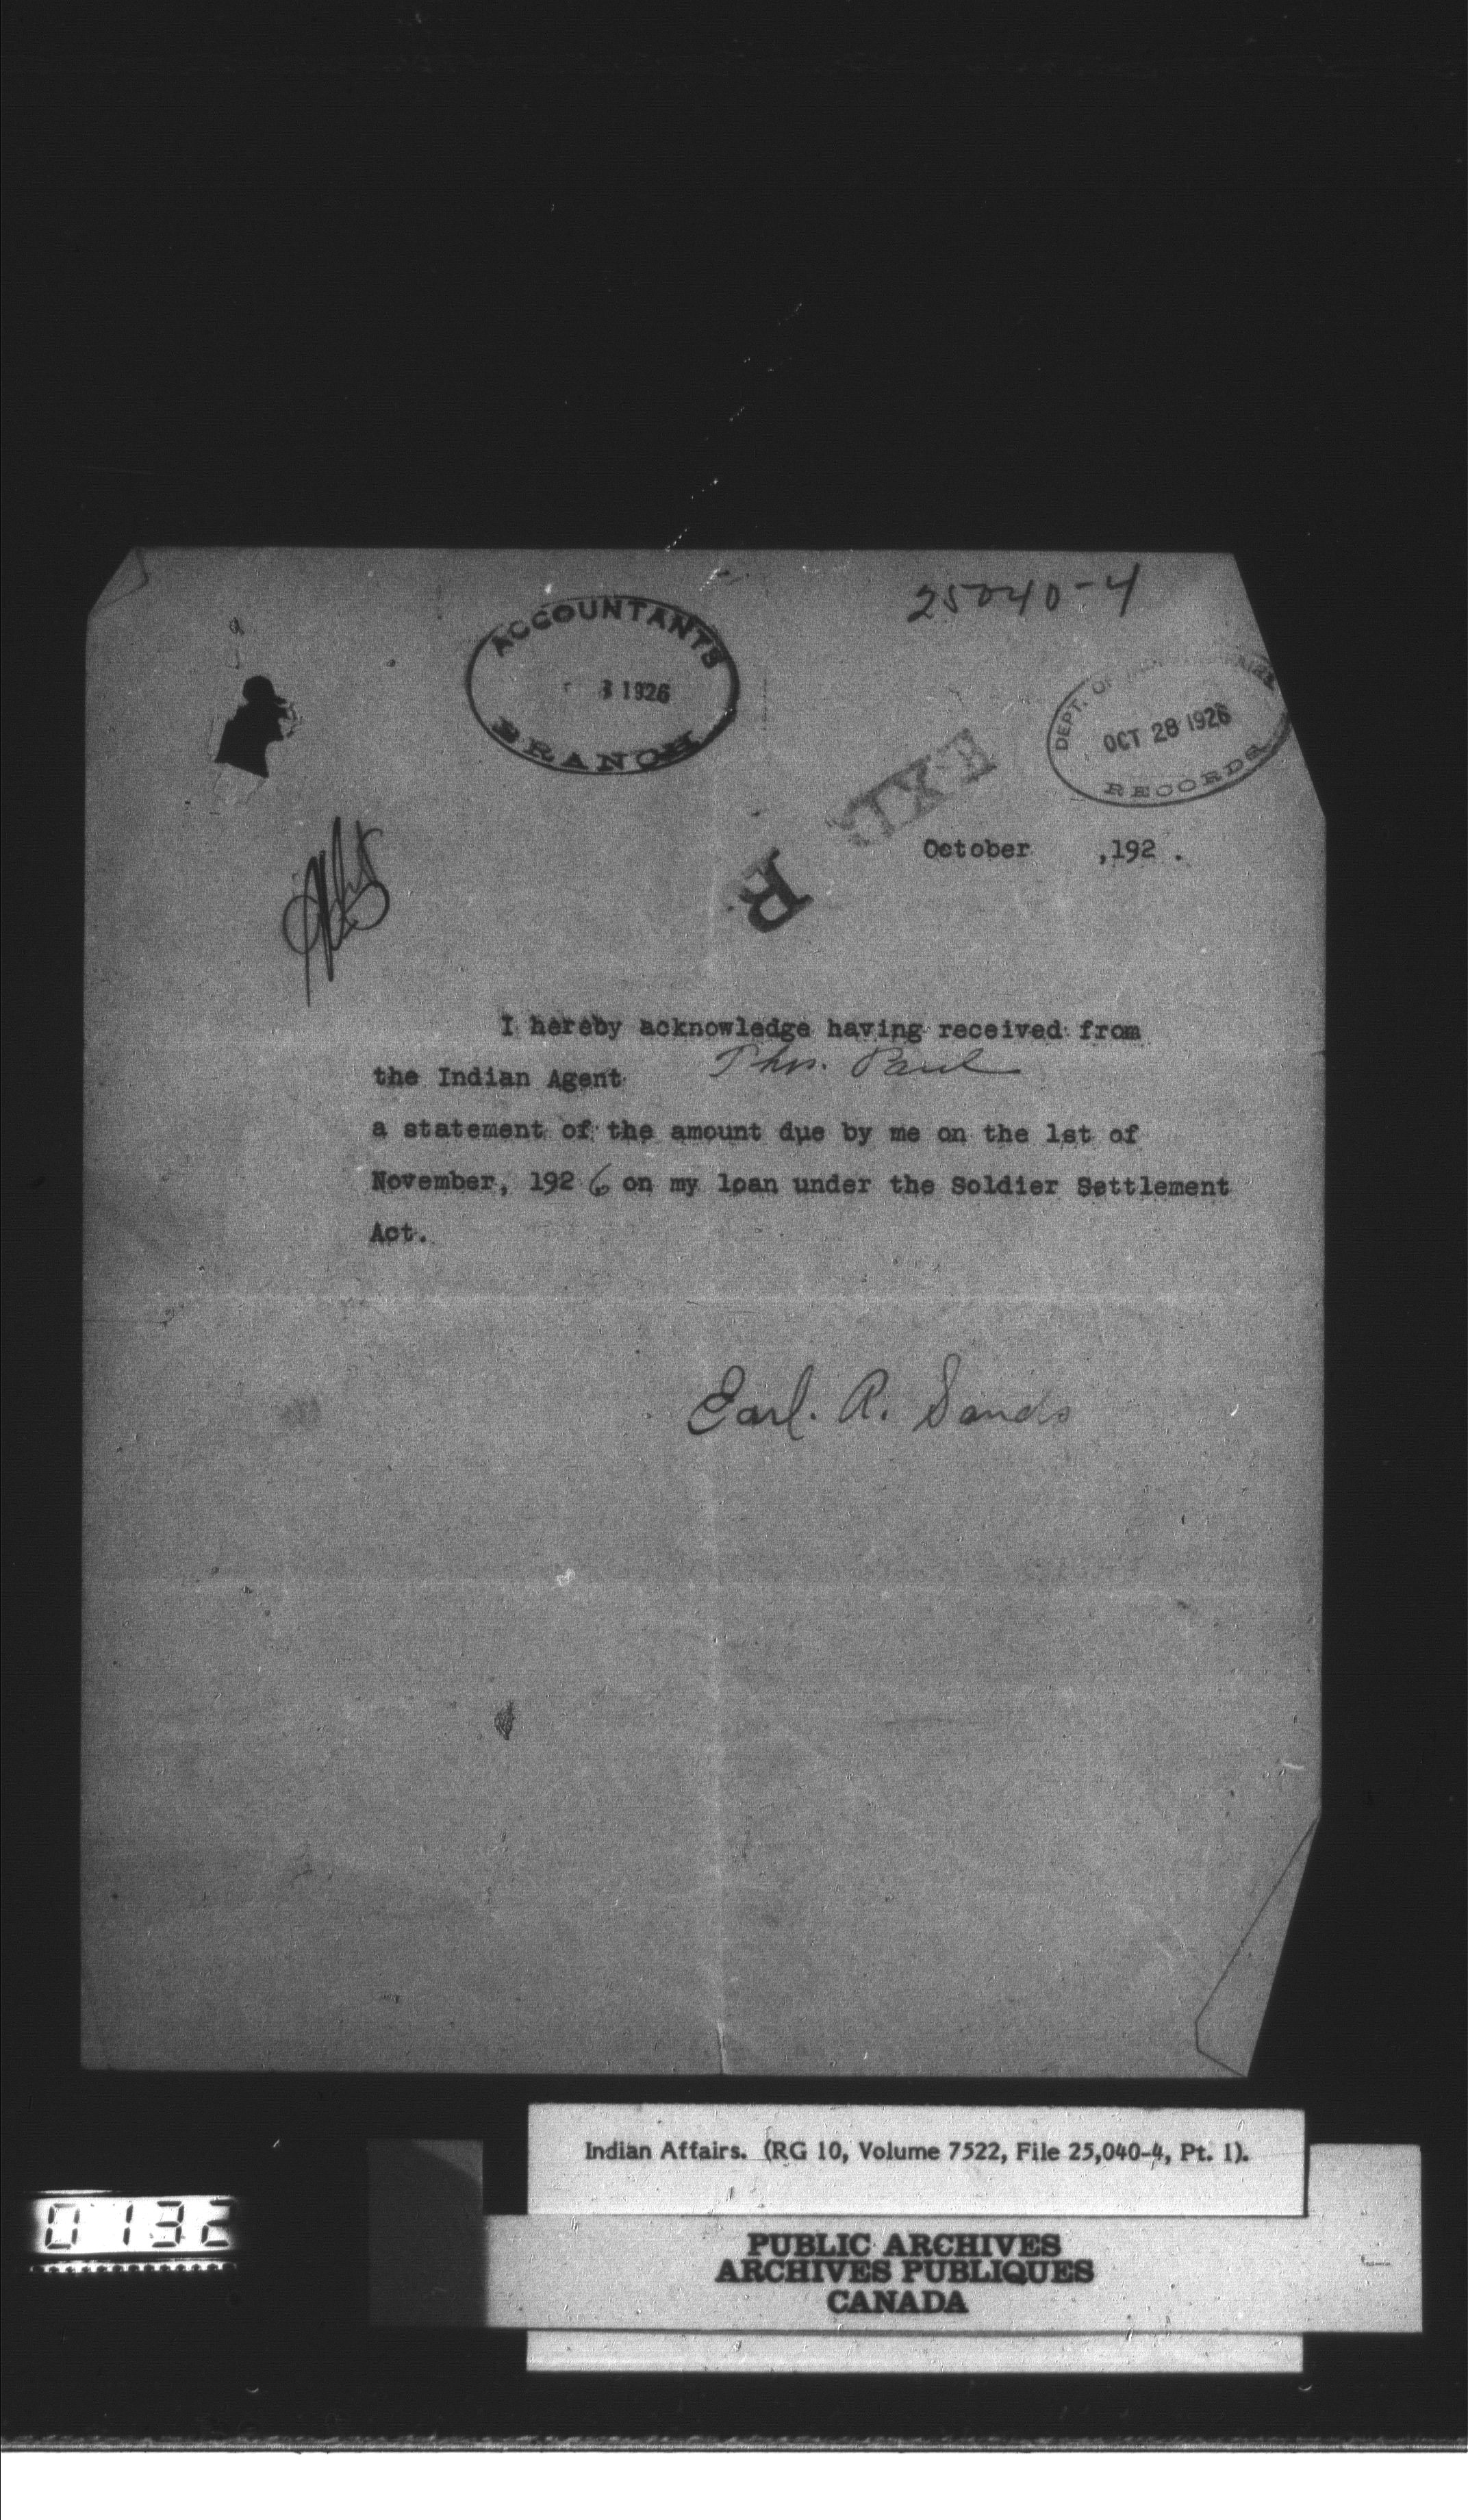 25040-4
ACCOUNTANTS
1926
BRANCH
DEPT. OF INDIAN AFFAIRS
OCT 28 1926
RECORDS
R
October ,192 .
I hereby acknowledge having received from
the Indian Agent Thos. Paul
a statement of the amount due by me on the 1st of
November, 1926 on my loan under the Soldier Settlement
Act.
Earl. A. Sands
Indian Affairs. (RG 10, Volume 7522, File 25,040-4, Pt. 1).
PUBLIC ARCHIVES
ARCHIVES PUBLIQUES
CANADA
0132